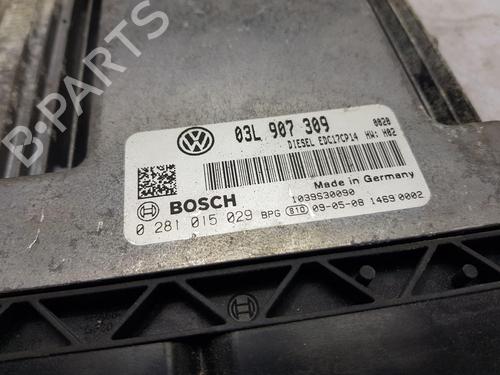 03L 907 309
0020
DIESEL EDC17CP14 HW: H02
Made in Germany
BOSCH
1039S30090
0 281 015 029 BPG 810 09-05-08 1469 0002
B-PARTS